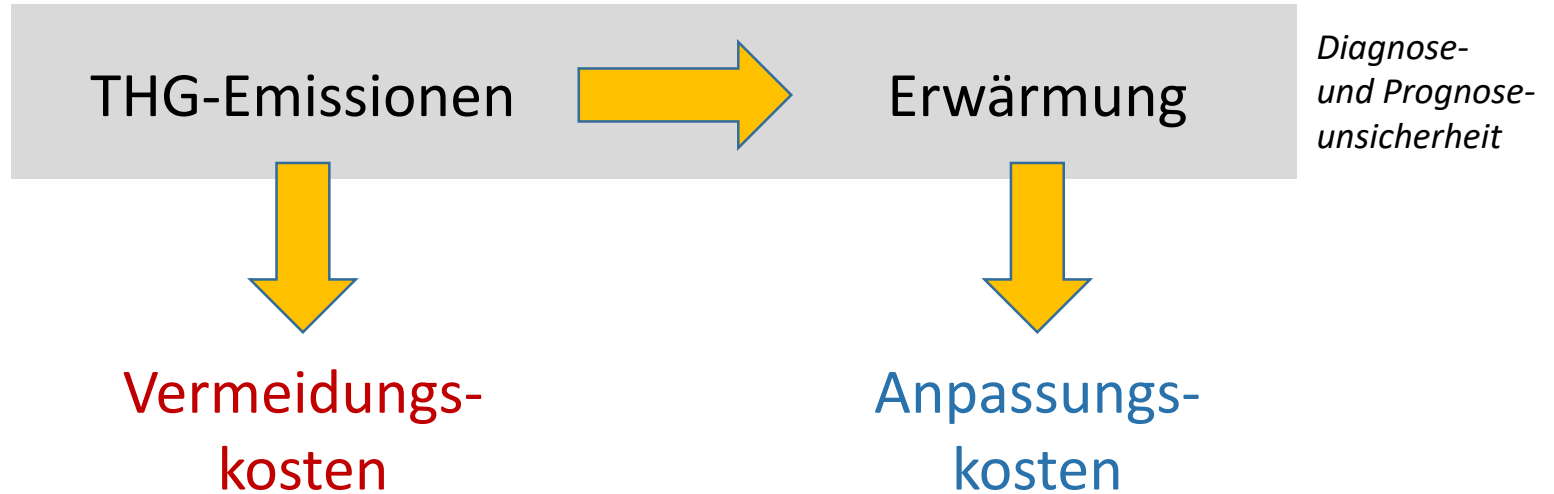 THG-Emissionen
Erwärmung
Diagnose-
und Prognose-
unsicherheit
Vermeidungs-
kosten
Anpassungs-
kosten